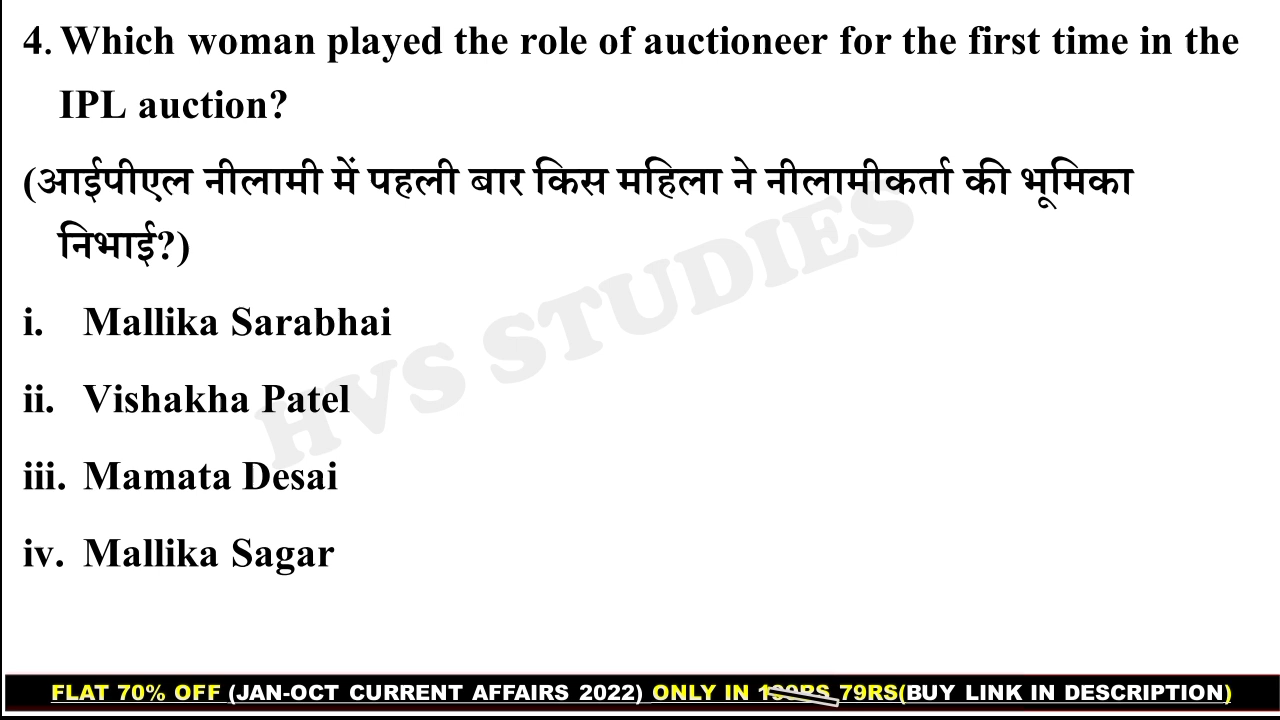 4. Which woman played the role of auctioneer for the first time in the
IPL auction?
(आईपीएल नीलामी में पहली बार किस महिला ने नीलामीकर्ता की भूमिका
निभाई?)
i. Mallika Sarabhai
ii. Vishakha Patel
iii. Mamata Desai
iv. Mallika Sagar
HVS STUDIES
FLAT 70% OFF (JAN-OCT CURRENT AFFAIRS 2022) ONLY IN 79RS(BUY LINK IN DESCRIPTION)